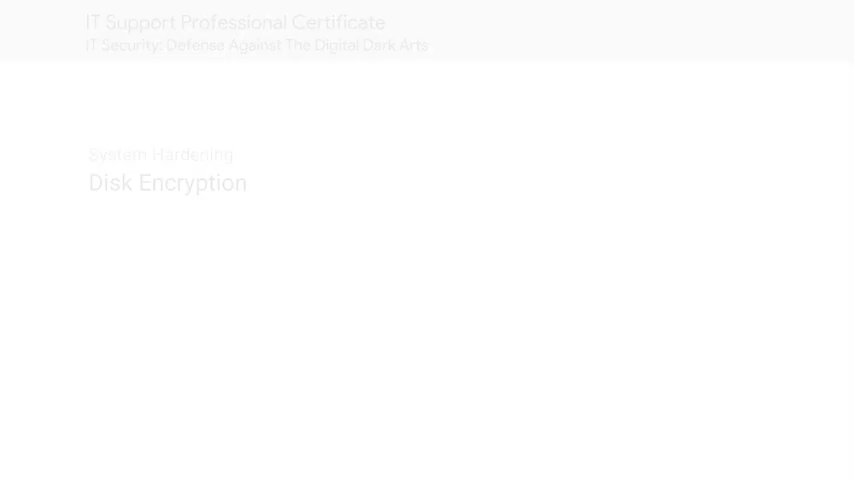 IT Support Professional Certificate
IT Security: Defense Against The Digital Dark Arts
System Hardening
Disk Encryption